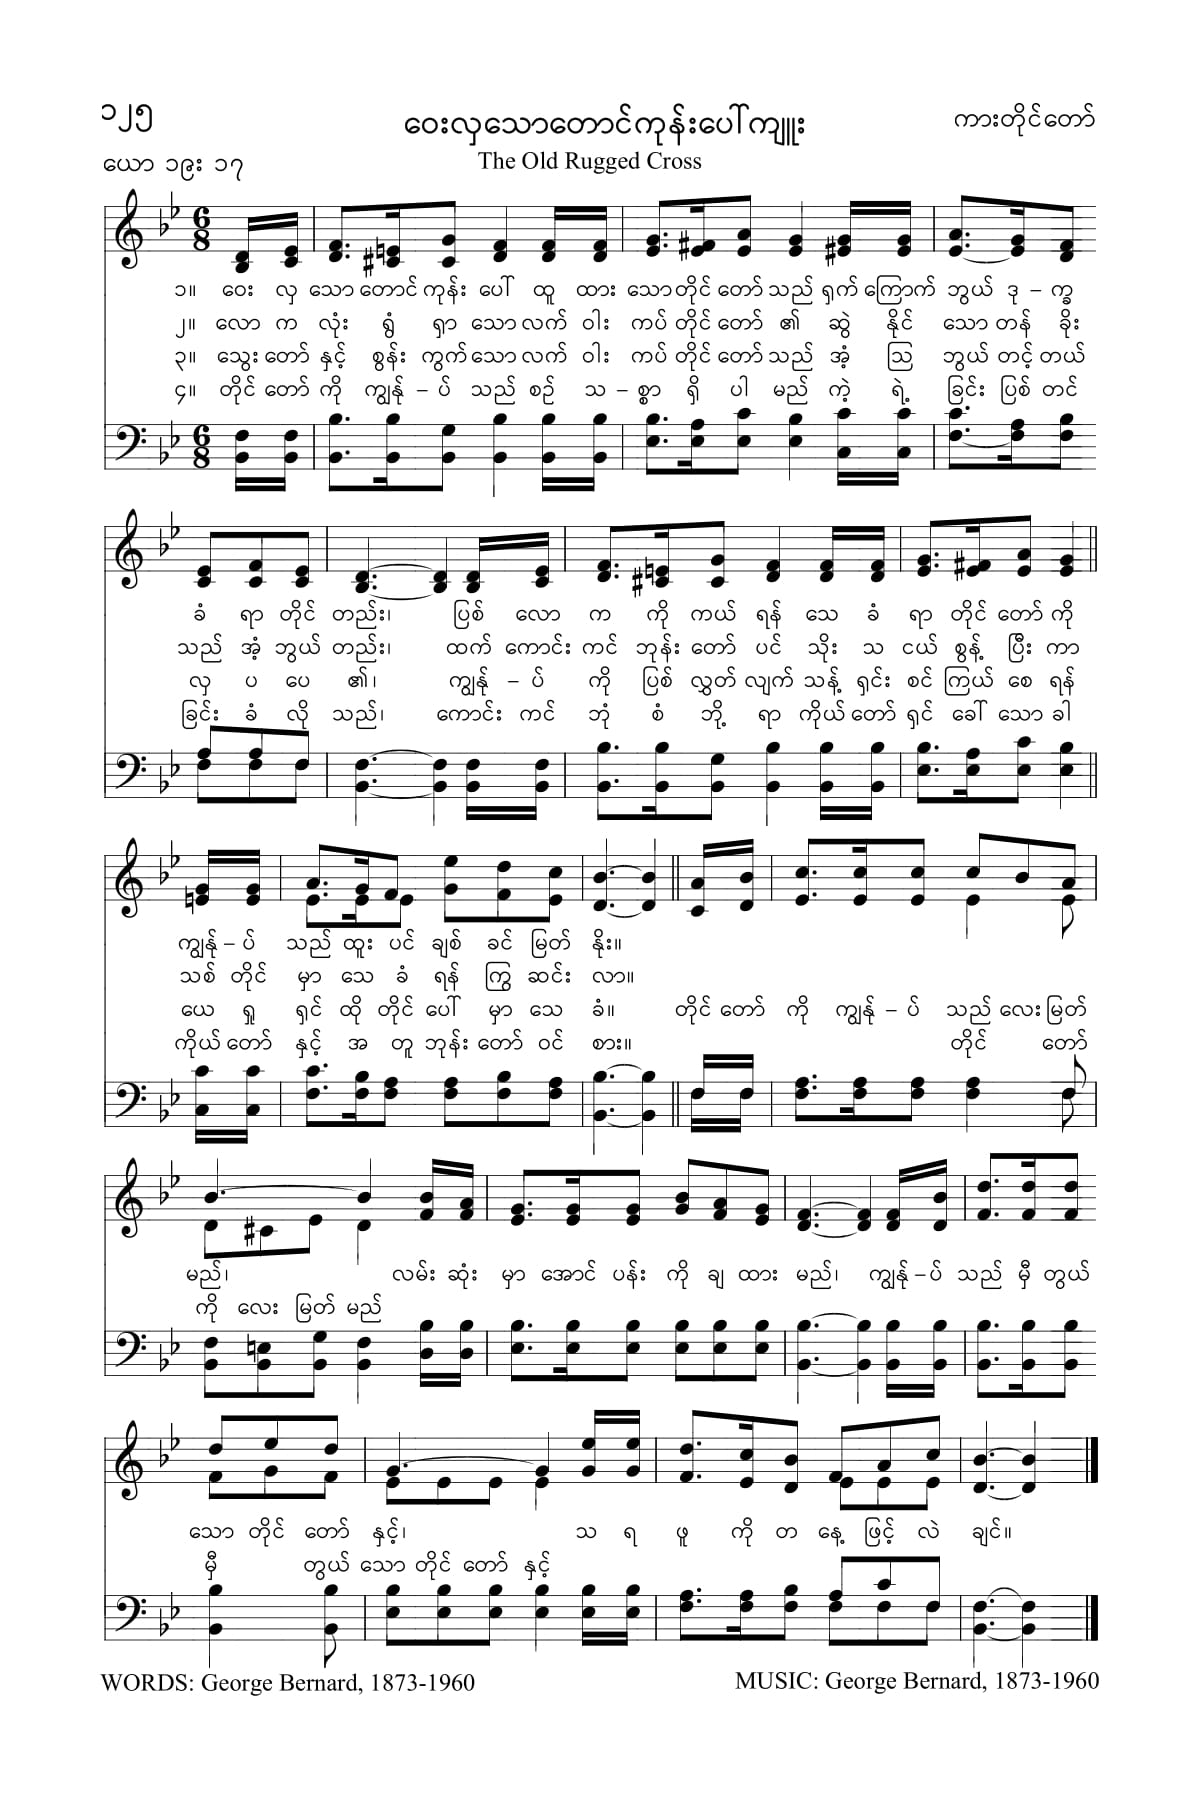 ၁၂၅
ဝေးလှသောတောင်ကုန်းပေါ်ကျူး
ကားတိုင်တော်
ယော ၁၉း ၁၇
The Old Rugged Cross
၁။ ဝေး လှ သော တောင် ကုန်း ပေါ် ထူ ထား သော တိုင် တော် သည် ရှက် ကြောက် ဘွယ် ဒု – က္ခ
၂။ လော က လုံး ရွံ ရှာ သော လက် ဝါး ကပ် တိုင် တော် ၏ ဆွဲ နိုင် သော တန် ခိုး
၃။ သွေး တော် နှင့် စွန်း ကွက် သော လက် ဝါး ကပ် တိုင် တော် သည် အံ့ ဩ ဘွယ် တင့် တယ်
၄။ တိုင် တော် ကို ကျွန်ု – ပ် သည် စဉ် သ – စ္စာ ရှိ ပါ မည် ကဲ့ ရဲ့ ခြင်း ပြစ် တင်
ခံ ရာ တိုင် တည်း၊ ပြစ် လော က ကို ကယ် ရန် သေ ခံ ရာ တိုင် တော် ကို
သည် အံ့ ဘွယ် တည်း၊ ထက် ကောင်း ကင် ဘုန်း တော် ပင် သိုး သ ငယ် စွန့် ပြီး ကာ
လှ ပ ပေ ၏၊ ကျွန်ု – ပ် ကို ပြစ် လွှတ် လျက် သန့် ရှင်း စင် ကြယ် စေ ရန်
ခြင်း ခံ လို သည်၊ ကောင်း ကင် ဘုံ စံ ဘို့ ရာ ကိုယ် တော် ရှင် ခေါ် သော ခါ
ကျွန်ု – ပ် သည် ထူး ပင် ချစ် ခင် မြတ် နိုး။
သစ် တိုင် မှာ သေ ခံ ရန် ကြွ ဆင်း လာ။
ယေ ရှု ရှင် ထို တိုင် ပေါ် မှာ သေ ခံ။ တိုင် တော် ကို ကျွန်ု – ပ် သည် လေး မြတ်
ကိုယ် တော် နှင့် အ တူ ဘုန်း တော် ဝင် စား။ တိုင် တော်
မည်၊ လမ်း ဆုံး မှာ အောင် ပန်း ကို ချ ထား မည်၊ ကျွန်ု – ပ် သည် မှီ တွယ်
ကို လေး မြတ် မည်
သော တိုင် တော် နှင့်၊ သ ရ ဖူ ကို တ နေ့ ဖြင့် လဲ ချင်။
မှီ တွယ် သော တိုင် တော် နှင့်
WORDS: George Bernard, 1873-1960
MUSIC: George Bernard, 1873-1960